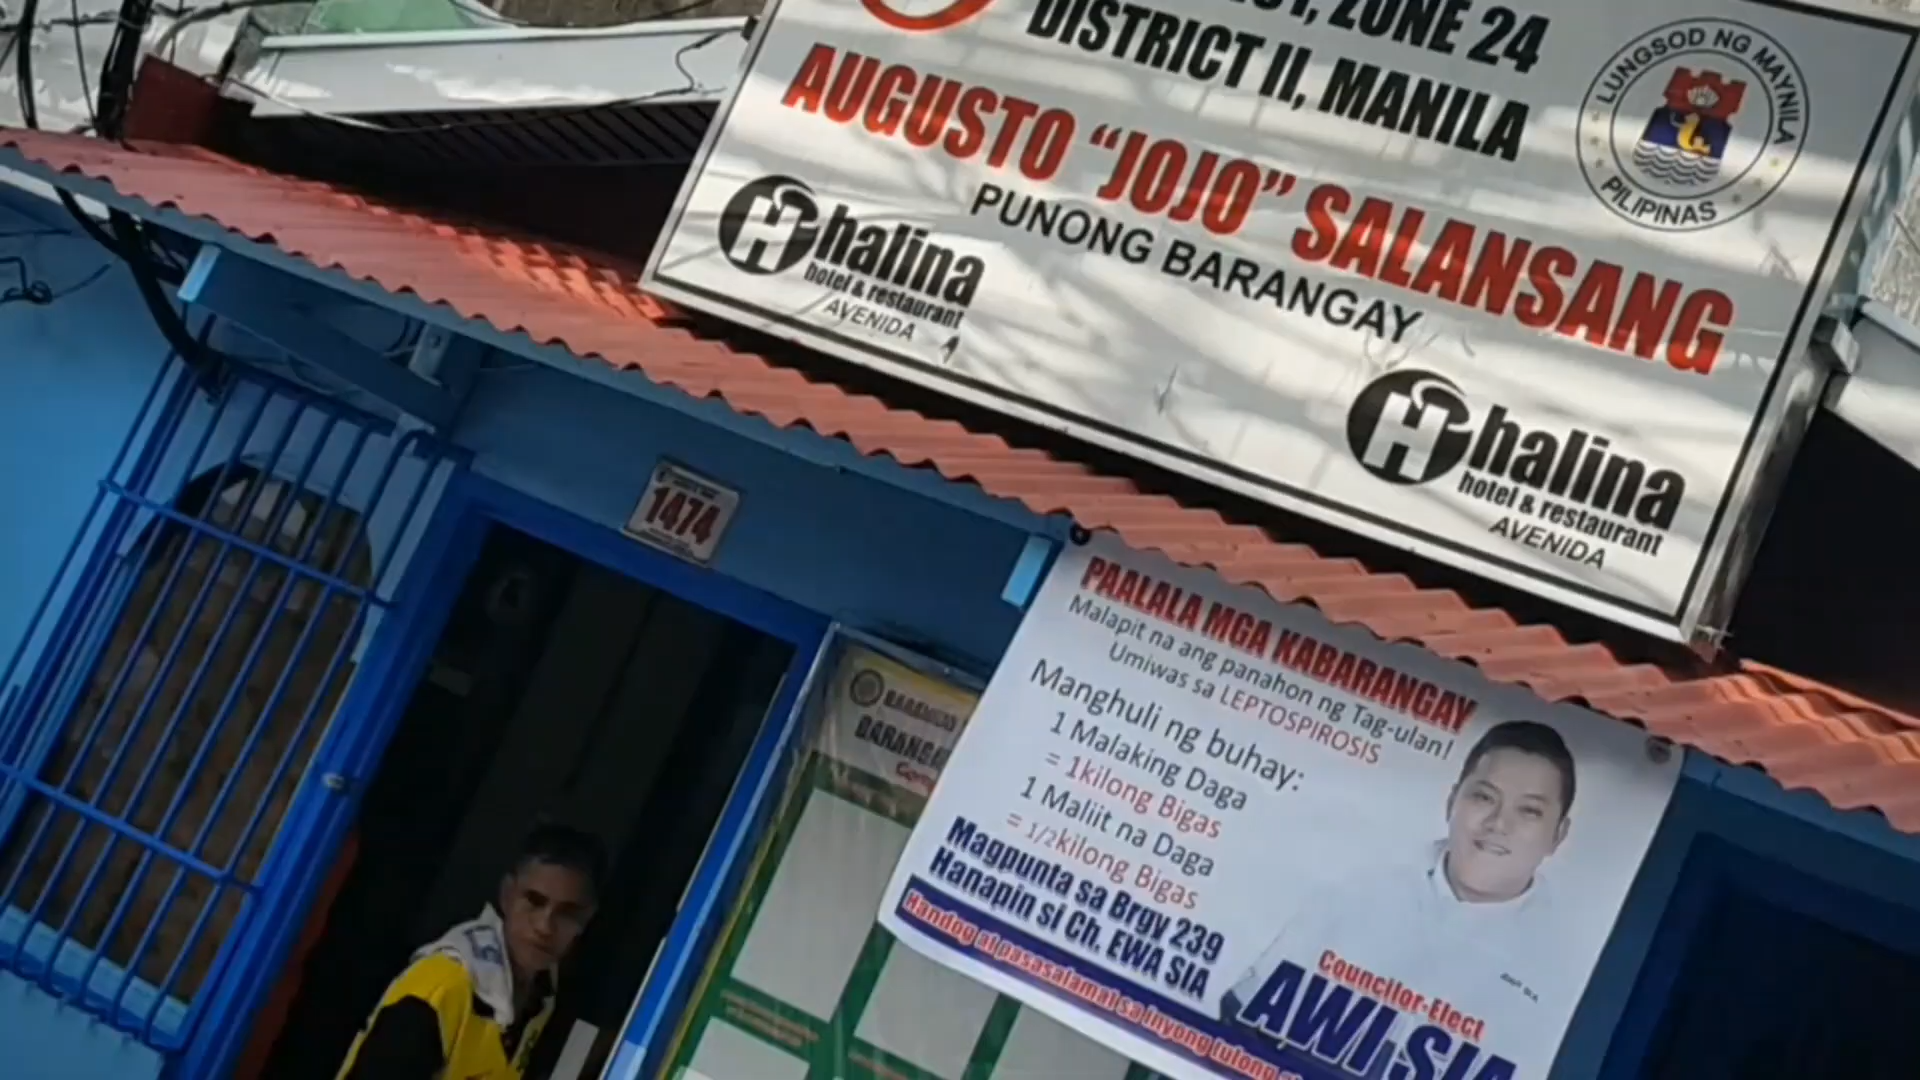 ZONE 24
DISTRICT II, MANILA
AUGUSTO "JOJO" SALANSANG
PUNONG BARANGAY
LUNGSOD NG MAYNILA
PILIPINAS
H halina
hotel & restaurant
AVENIDA
H halina
hotel & restaurant
AVENIDA
1474
BARANGAY
PAALALA MGA KABARANGAY
Malapit na ang panahon ng Tag-ulan!
Umiwas sa LEPTOSPIROSIS
Manghuli ng buhay:
1 Malaking Daga
= 1kilong Bigas
1 Maliit na Daga
= 1/2kilong Bigas
Magpunta sa Brgy 239
Hanapin si Ch. EWA SIA
Handog at pasasalamat sa inyong tulong
Councilor-Elect
AWI SIA